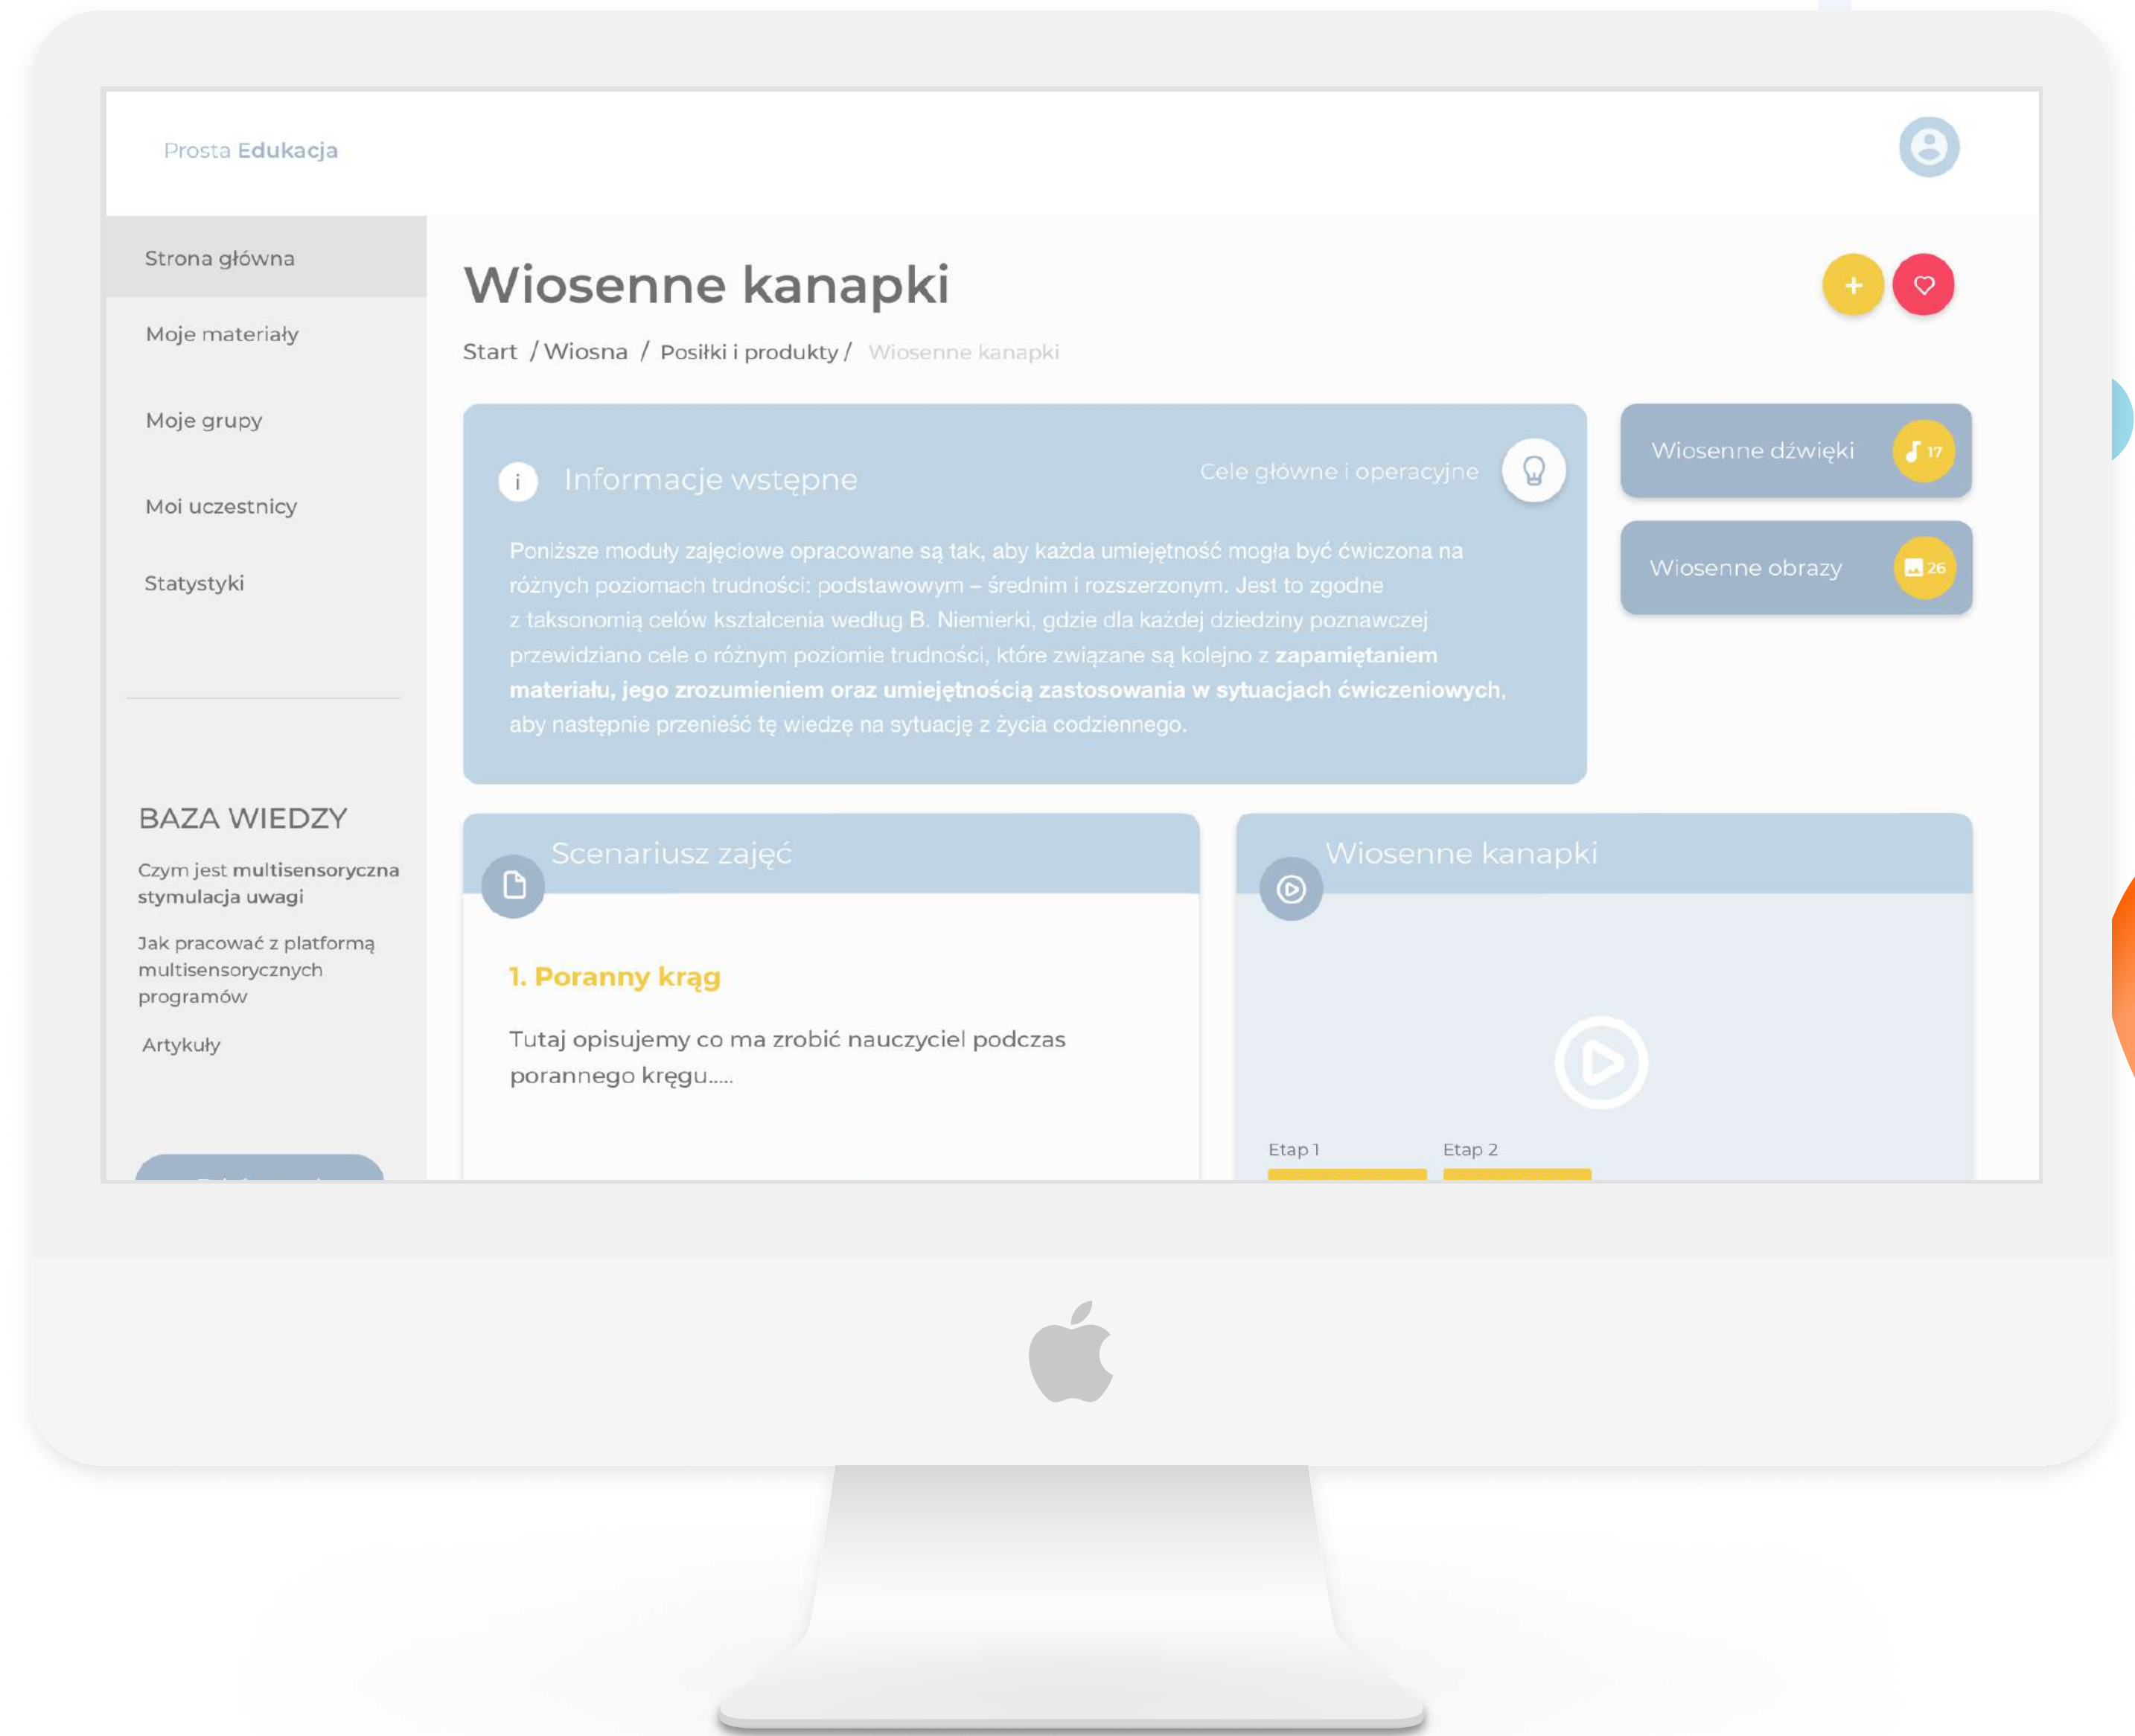 Prosta Edukacja
Strona główna
Moje materiały
Moje grupy
Moi uczestnicy
Statystyki
BAZA WIEDZY
Czym jest multisensoryczna
stymulacja uwagi
Jak pracować z platformą
multisensorycznych
programów
Artykuły
Wiosenne kanapki
Start / Wiosna / Posiłki i produkty / Wiosenne kanapki
i Informacje wstępne
Cele główne i operacyjne
Poniższe moduły zajęciowe opracowane są tak, aby każda umiejętność mogła być ćwiczona na
różnych poziomach trudności: podstawowym – średnim i rozszerzonym. Jest to zgodne
z taksonomią celów kształcenia według B. Niemierki, gdzie dla każdej dziedziny poznawczej
przewidziano cele o różnym poziomie trudności, które związane są kolejno z zapamiętaniem
materiału, jego zrozumieniem oraz umiejętnością zastosowania w sytuacjach ćwiczeniowych,
aby następnie przenieść tę wiedzę na sytuację z życia codziennego.
Wiosenne dźwięki 17
Wiosenne obrazy 26
Scenariusz zajęć
1. Poranny krąg
Tutaj opisujemy co ma zrobić nauczyciel podczas
porannego kręgu.....
Wiosenne kanapki
Etap 1 Etap 2